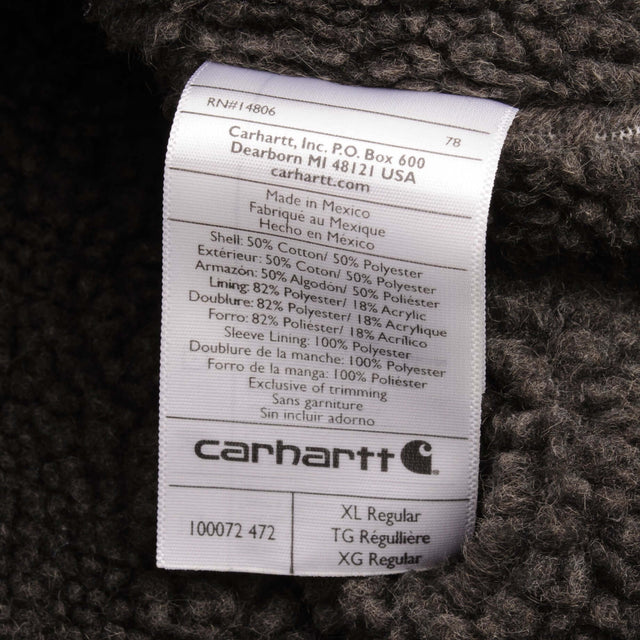 RN#14806
78
Carhartt, Inc. P.O. Box 600
Dearborn MI 48121 USA
carhartt.com
Made in Mexico
Fabriqué au Mexique
Hecho en México
Shell: 50% Cotton/ 50% Polyester
Extérieur: 50% Coton/ 50% Polyester
Armazón: 50% Algodón/ 50% Poliéster
Lining: 82% Polyester/ 18% Acrylic
Doublure: 82% Polyester/ 18% Acrylique
Forro: 82% Poliéster/ 18% Acrílico
Sleeve Lining: 100% Polyester
Doublure de la manche: 100% Polyester
Forro de la manga: 100% Poliéster
Exclusive of trimming
Sans garniture
Sin incluir adorno
carhartt
100072 472
XL Regular
TG Régullière
XG Regular